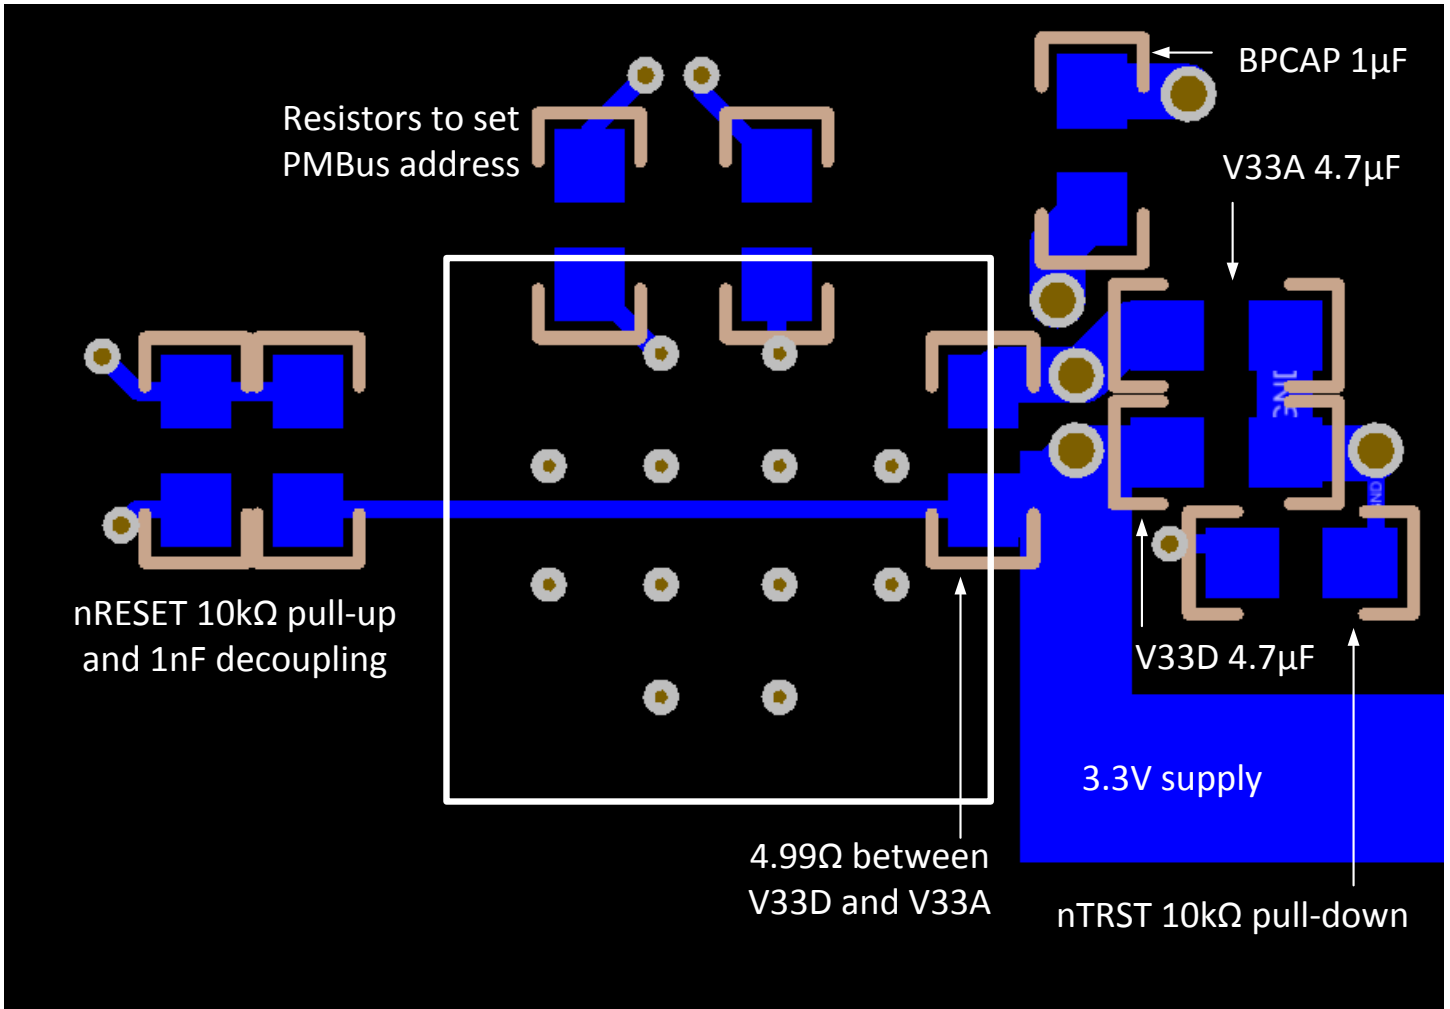 BPCAP 1µF
Resistors to set
PMBus address
V33A 4.7µF
nRESET 10kΩ pull-up
and 1nF decoupling
V33D 4.7µF
3.3V supply
4.99Ω between
V33D and V33A
nTRST 10kΩ pull-down